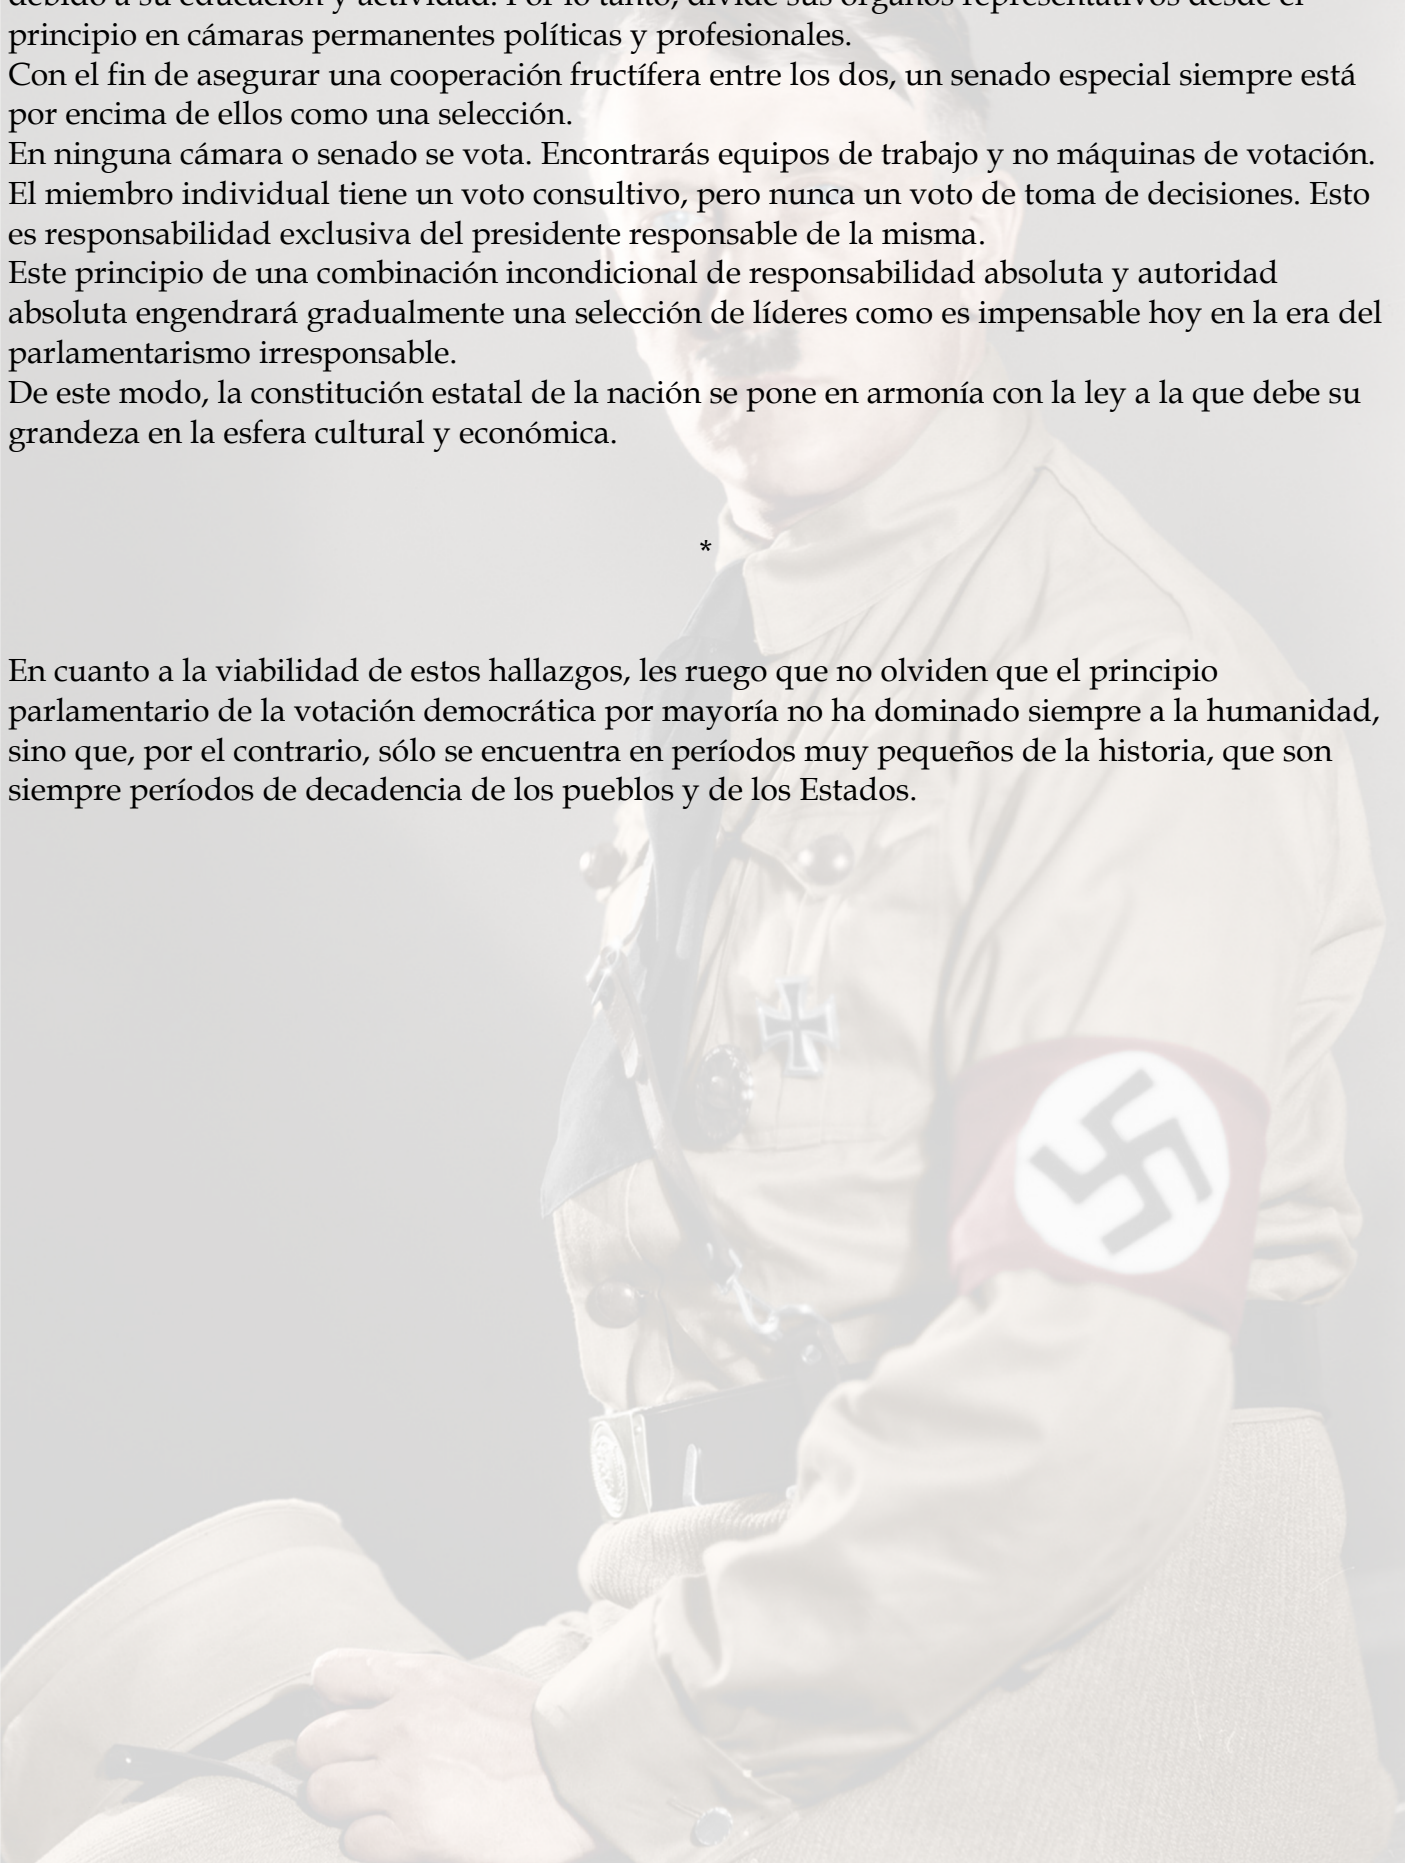 debido a su educación y actividad. Por lo tanto, divide sus órganos representativos desde el
principio en cámaras permanentes políticas y profesionales.
Con el fin de asegurar una cooperación fructífera entre los dos, un senado especial siempre está
por encima de ellos como una selección.
En ninguna cámara o senado se vota. Encontrarás equipos de trabajo y no máquinas de votación.
El miembro individual tiene un voto consultivo, pero nunca un voto de toma de decisiones. Esto
es responsabilidad exclusiva del presidente responsable de la misma.
Este principio de una combinación incondicional de responsabilidad absoluta y autoridad
absoluta engendrará gradualmente una selección de líderes como es impensable hoy en la era del
parlamentarismo irresponsable.
De este modo, la constitución estatal de la nación se pone en armonía con la ley a la que debe su
grandeza en la esfera cultural y económica.
*
En cuanto a la viabilidad de estos hallazgos, les ruego que no olviden que el principio
parlamentario de la votación democrática por mayoría no ha dominado siempre a la humanidad,
sino que, por el contrario, sólo se encuentra en períodos muy pequeños de la historia, que son
siempre períodos de decadencia de los pueblos y de los Estados.